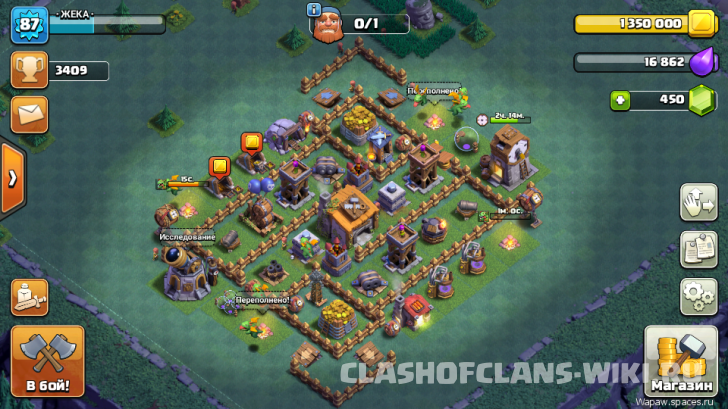 87
ЖЕКА
i
0/1
1 350 000
3409
16 862
450
Переполнено!
2ч. 14м.
15с.
1м. 0с.
Исследование
Переполнено!
В бой!
Магазин
CLASHOFCLANS-WIKI.RU
Wapaw.spaces.ru